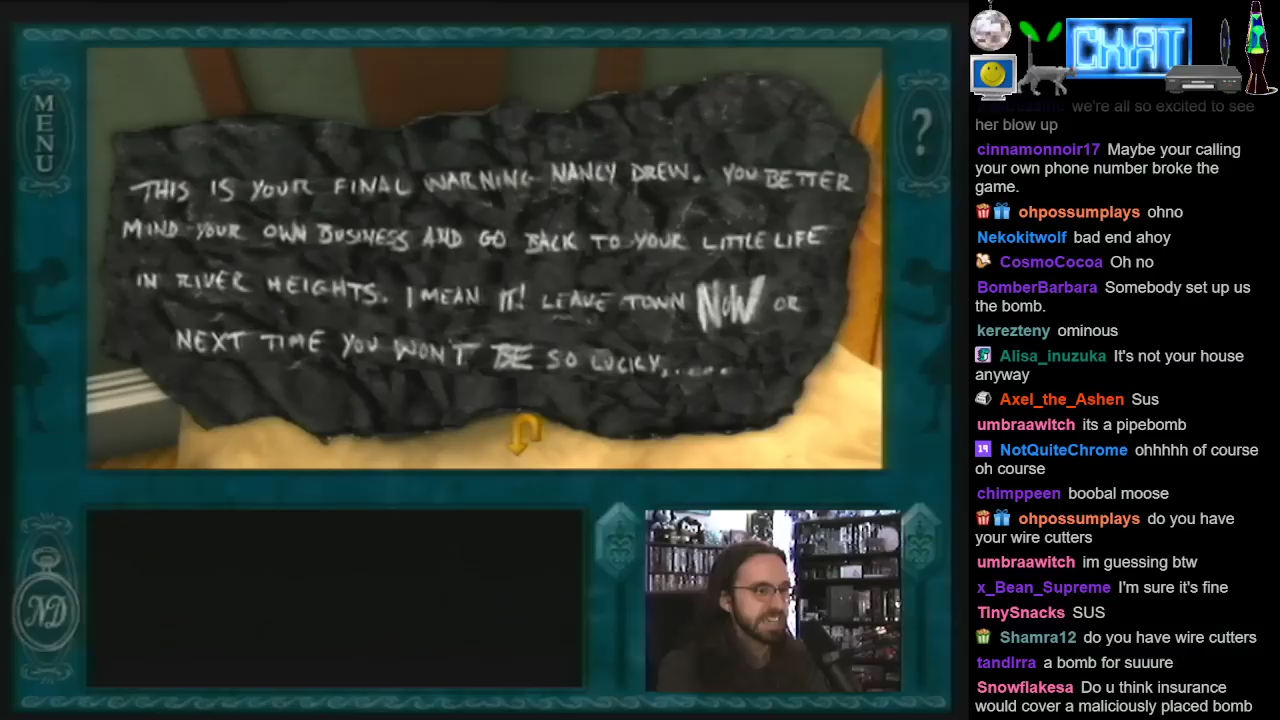 MENU
?
THIS IS YOUR FINAL WARNING NANCY DREW. YOU BETTER
MIND YOUR OWN BUSINESS AND GO BACK TO YOUR LITTLE LIFE
IN RIVER HEIGHTS. I MEAN IT! LEAVE TOWN NOW OR
NEXT TIME YOU WON'T BE SO LUCKY,.....
ND
CHAT
we're all so excited to see
her blow up
cinnamonnoir17 Maybe your calling
your own phone number broke the
game.
ohpossumplays ohno
Nekokitwolf bad end ahoy
CosmoCocoa Oh no
BomberBarbara Somebody set up us
the bomb.
kerezteny ominous
Alisa_inuzuka It's not your house
anyway
Axel_the_Ashen Sus
umbraawitch its a pipebomb
19 NotQuiteChrome ohhhhh of course
oh course
chimppeen boobal moose
ohpossumplays do you have
your wire cutters
umbraawitch im guessing btw
x_Bean_Supreme I'm sure it's fine
TinySnacks SUS
Shamra12 do you have wire cutters
tandlrra a bomb for suuure
Snowflakesa Do u think insurance
would cover a maliciously placed bomb